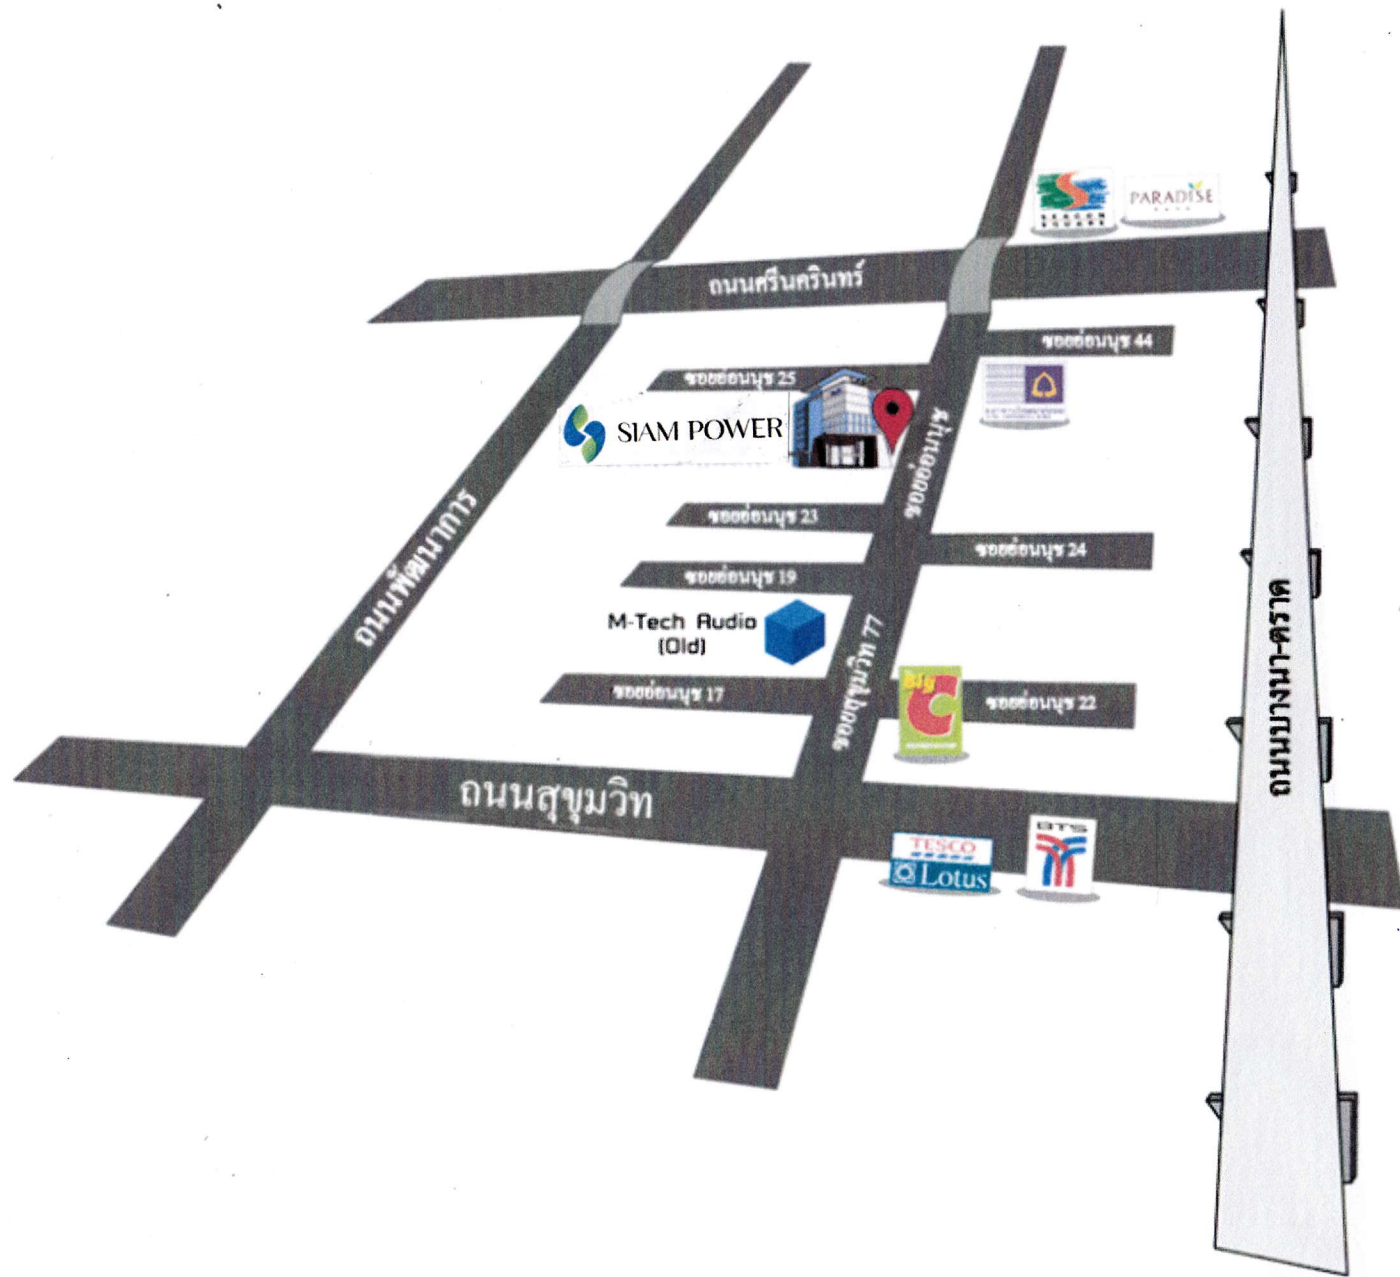 SEACON
SQUARE
PARADISE
PARK
ถนนศรีนครินทร์
ซอยอ่อนนุช 44
ซอยอ่อนนุช 25
SIAM POWER
ซอยอ่อนนุช
ซอยอ่อนนุช 23
ซอยอ่อนนุช 24
ถนนพัฒนาการ
ซอยอ่อนนุช 19
M-Tech Audio
(Old)
ซอยสุขุมวิท 77
ถนนบางนา-ตราด
ซอยอ่อนนุช 17
Big
C
ซอยอ่อนนุช 22
ถนนสุขุมวิท
TESCO
Lotus
BTS